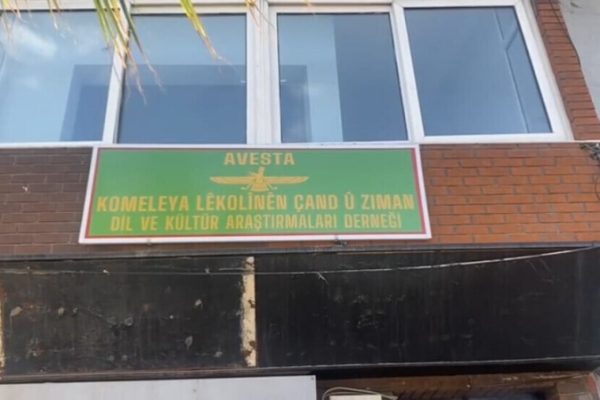 AVESTA
KOMELEYA LÊKOLÎNÊN ÇAND Û ZIMAN
DİL VE KÜLTÜR ARAŞTIRMALARI DERNEĞİ